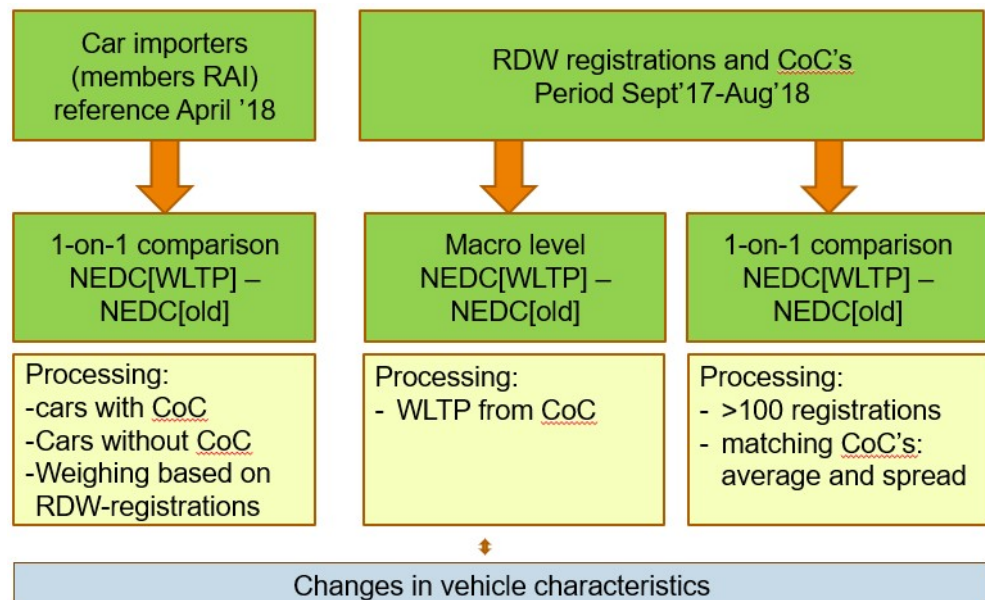 Car importers
(members RAI)
reference April ’18
RDW registrations and CoC's
Period Sept'17-Aug'18
1-on-1 comparison
NEDC[WLTP] –
NEDC[old]
Macro level
NEDC[WLTP] –
NEDC[old]
1-on-1 comparison
NEDC[WLTP] –
NEDC[old]
Processing:
-cars with CoC
-Cars without CoC
-Weighing based on
RDW-registrations
Processing:
- WLTP from CoC
Processing:
- >100 registrations
- matching CoC's:
average and spread
Changes in vehicle characteristics